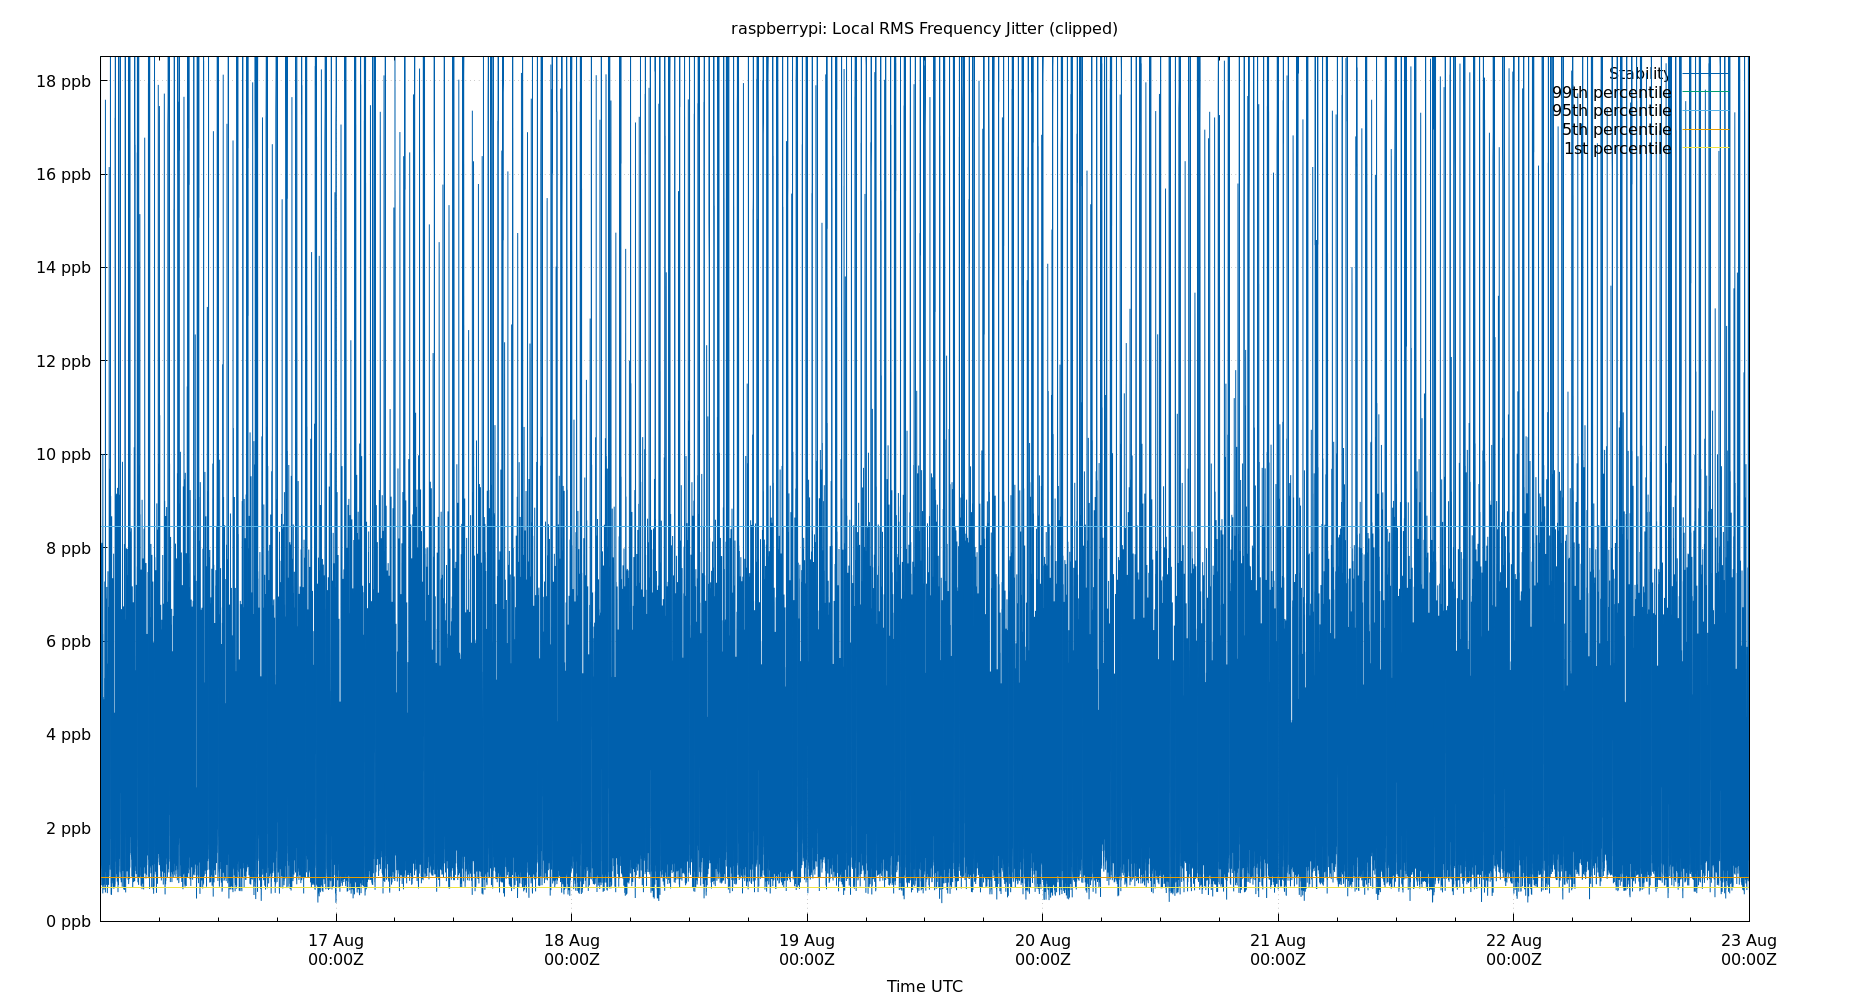 raspberrypi: Local RMS Frequency Jitter (clipped)
18 ppb
16 ppb
14 ppb
12 ppb
10 ppb
8 ppb
6 ppb
4 ppb
2 ppb
0 ppb
Stability
99th percentile
95th percentile
5th percentile
1st percentile
17 Aug
00:00Z
18 Aug
00:00Z
19 Aug
00:00Z
20 Aug
00:00Z
21 Aug
00:00Z
22 Aug
00:00Z
23 Aug
00:00Z
Time UTC